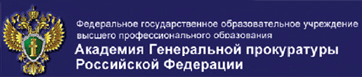 Федеральное государственное образовательное учреждение
высшего профессионального образования
Академия Генеральной прокуратуры
Российской Федерации